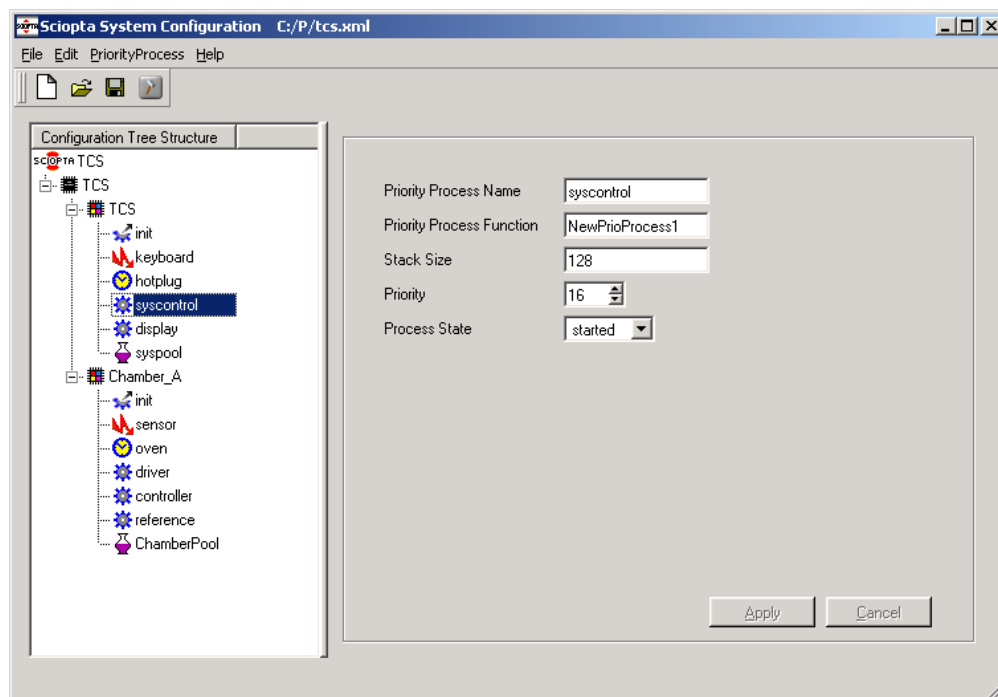 Sciopta System Configuration C:/P/tcs.xml
File Edit PriorityProcess Help
Configuration Tree Structure
SCIOPTA TCS
TCS
TCS
init
keyboard
hotplug
syscontrol
display
syspool
Chamber_A
init
sensor
oven
driver
controller
reference
ChamberPool
Priority Process Name syscontrol
Priority Process Function NewPrioProcess1
Stack Size 128
Priority 16
Process State started
Apply Cancel